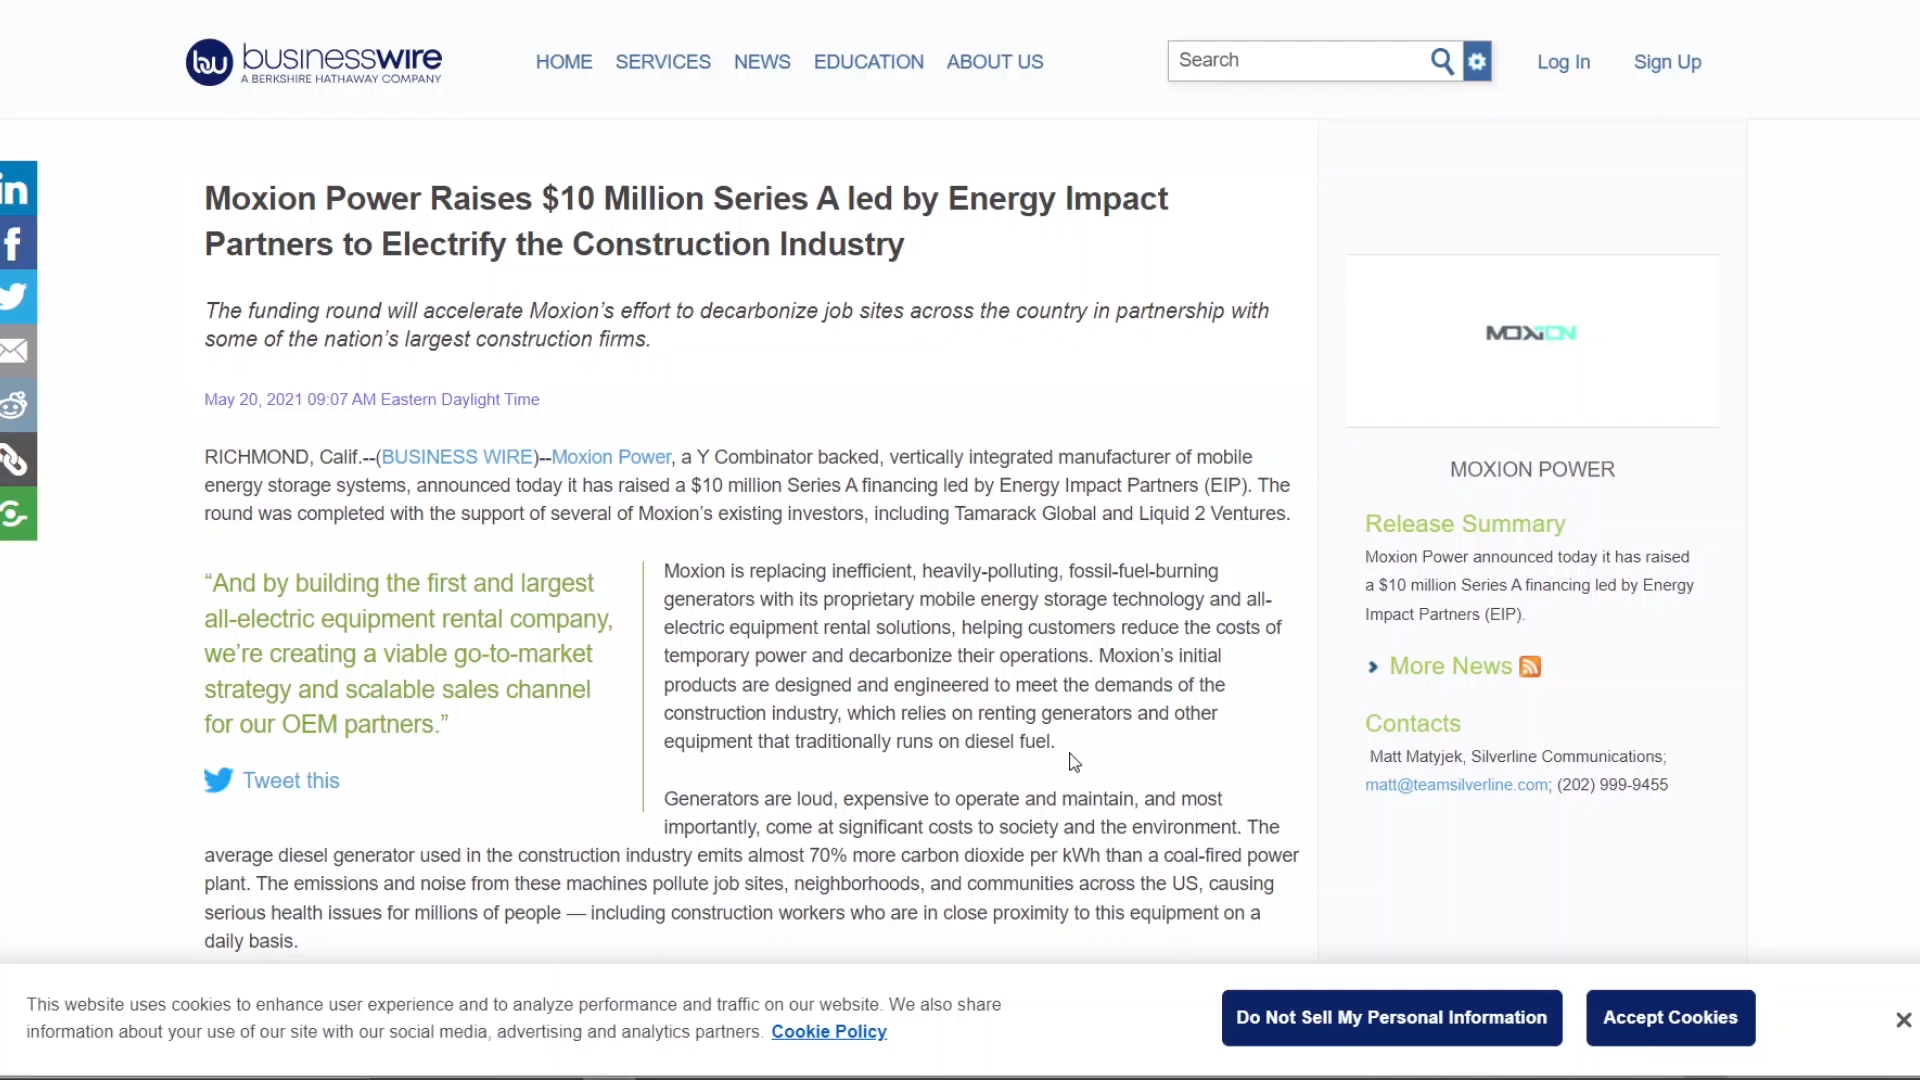 bw businesswire
A BERKSHIRE HATHAWAY COMPANY
HOME SERVICES NEWS EDUCATION ABOUT US
Search
Log In Sign Up
in
f
Moxion Power Raises $10 Million Series A led by Energy Impact
Partners to Electrify the Construction Industry
The funding round will accelerate Moxion’s effort to decarbonize job sites across the country in partnership with
some of the nation’s largest construction firms.
May 20, 2021 09:07 AM Eastern Daylight Time
RICHMOND, Calif.--(BUSINESS WIRE)--Moxion Power, a Y Combinator backed, vertically integrated manufacturer of mobile
energy storage systems, announced today it has raised a $10 million Series A financing led by Energy Impact Partners (EIP). The
round was completed with the support of several of Moxion’s existing investors, including Tamarack Global and Liquid 2 Ventures.
“And by building the first and largest
all-electric equipment rental company,
we’re creating a viable go-to-market
strategy and scalable sales channel
for our OEM partners.”
Tweet this
Moxion is replacing inefficient, heavily-polluting, fossil-fuel-burning
generators with its proprietary mobile energy storage technology and all-
electric equipment rental solutions, helping customers reduce the costs of
temporary power and decarbonize their operations. Moxion’s initial
products are designed and engineered to meet the demands of the
construction industry, which relies on renting generators and other
equipment that traditionally runs on diesel fuel.
Generators are loud, expensive to operate and maintain, and most
importantly, come at significant costs to society and the environment. The
average diesel generator used in the construction industry emits almost 70% more carbon dioxide per kWh than a coal-fired power
plant. The emissions and noise from these machines pollute job sites, neighborhoods, and communities across the US, causing
serious health issues for millions of people — including construction workers who are in close proximity to this equipment on a
daily basis.
MOXION
MOXION POWER
Release Summary
Moxion Power announced today it has raised
a $10 million Series A financing led by Energy
Impact Partners (EIP).
More News
Contacts
Matt Matyjek, Silverline Communications;
matt@teamsilverline.com; (202) 999-9455
This website uses cookies to enhance user experience and to analyze performance and traffic on our website. We also share
information about your use of our site with our social media, advertising and analytics partners. Cookie Policy
Do Not Sell My Personal Information
Accept Cookies